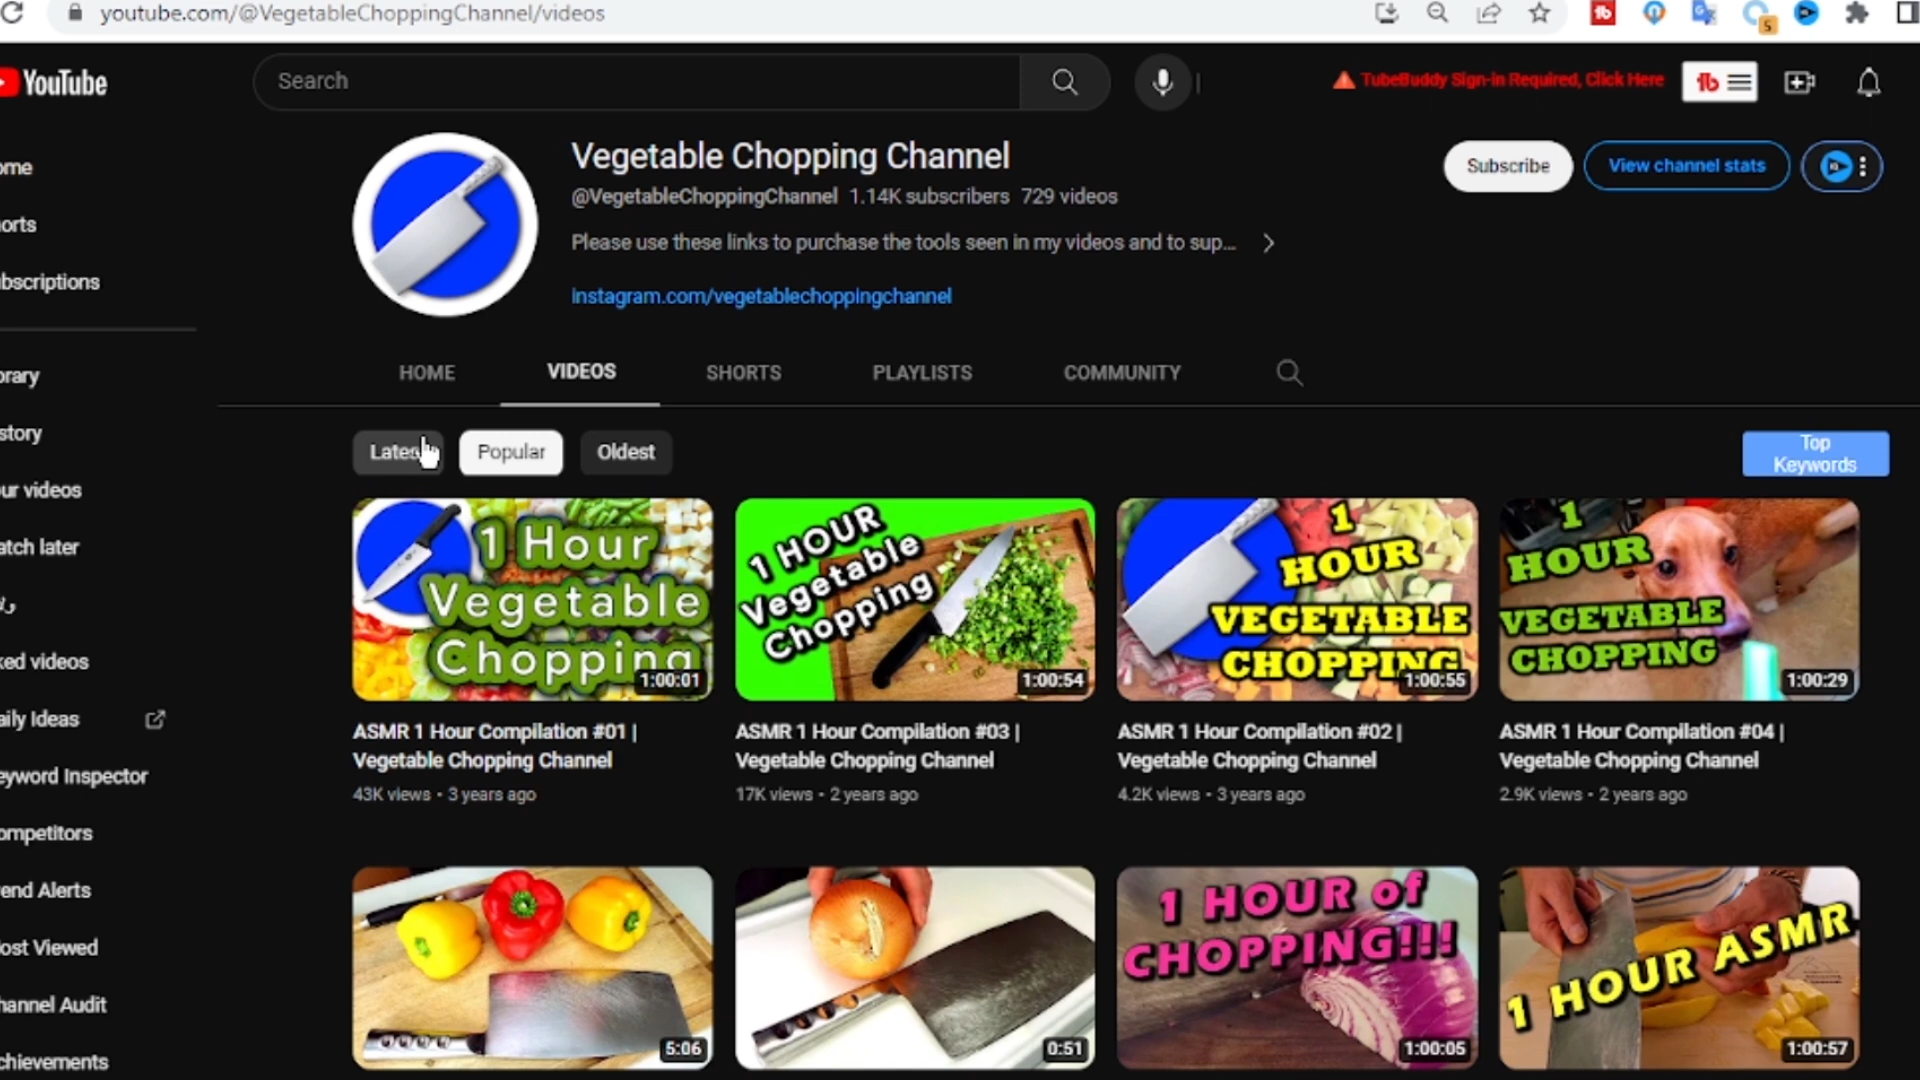 youtube.com/@VegetableChoppingChannel/videos
5
YouTube
Search
TubeBuddy Sign-in Required, Click Here
tb
ome
orts
bscriptions
orary
story
ur videos
atch later
ked videos
aily Ideas
eyword Inspector
ompetitors
end Alerts
ost Viewed
hannel Audit
chievements
Vegetable Chopping Channel
@VegetableChoppingChannel 1.14K subscribers 729 videos
Please use these links to purchase the tools seen in my videos and to sup...
instagram.com/vegetablechoppingchannel
Subscribe
View channel stats
HOME VIDEOS SHORTS PLAYLISTS COMMUNITY
Popular Oldest
Top
Keywords
1 Hour
Vegetable
Chopping
1:00:01
1 HOUR
Vegetable
Chopping
1:00:54
1
HOUR
VEGETABLE
CHOPPING
1:00:55
1
HOUR
VEGETABLE
CHOPPING
1:00:29
ASMR 1 Hour Compilation #01 |
Vegetable Chopping Channel
43K views • 3 years ago
ASMR 1 Hour Compilation #03 |
Vegetable Chopping Channel
17K views • 2 years ago
ASMR 1 Hour Compilation #02 |
Vegetable Chopping Channel
4.2K views • 3 years ago
ASMR 1 Hour Compilation #04 |
Vegetable Chopping Channel
2.9K views • 2 years ago
5:06
0:51
1 HOUR of
CHOPPING!!!
1:00:05
1 HOUR ASMR
1:00:57